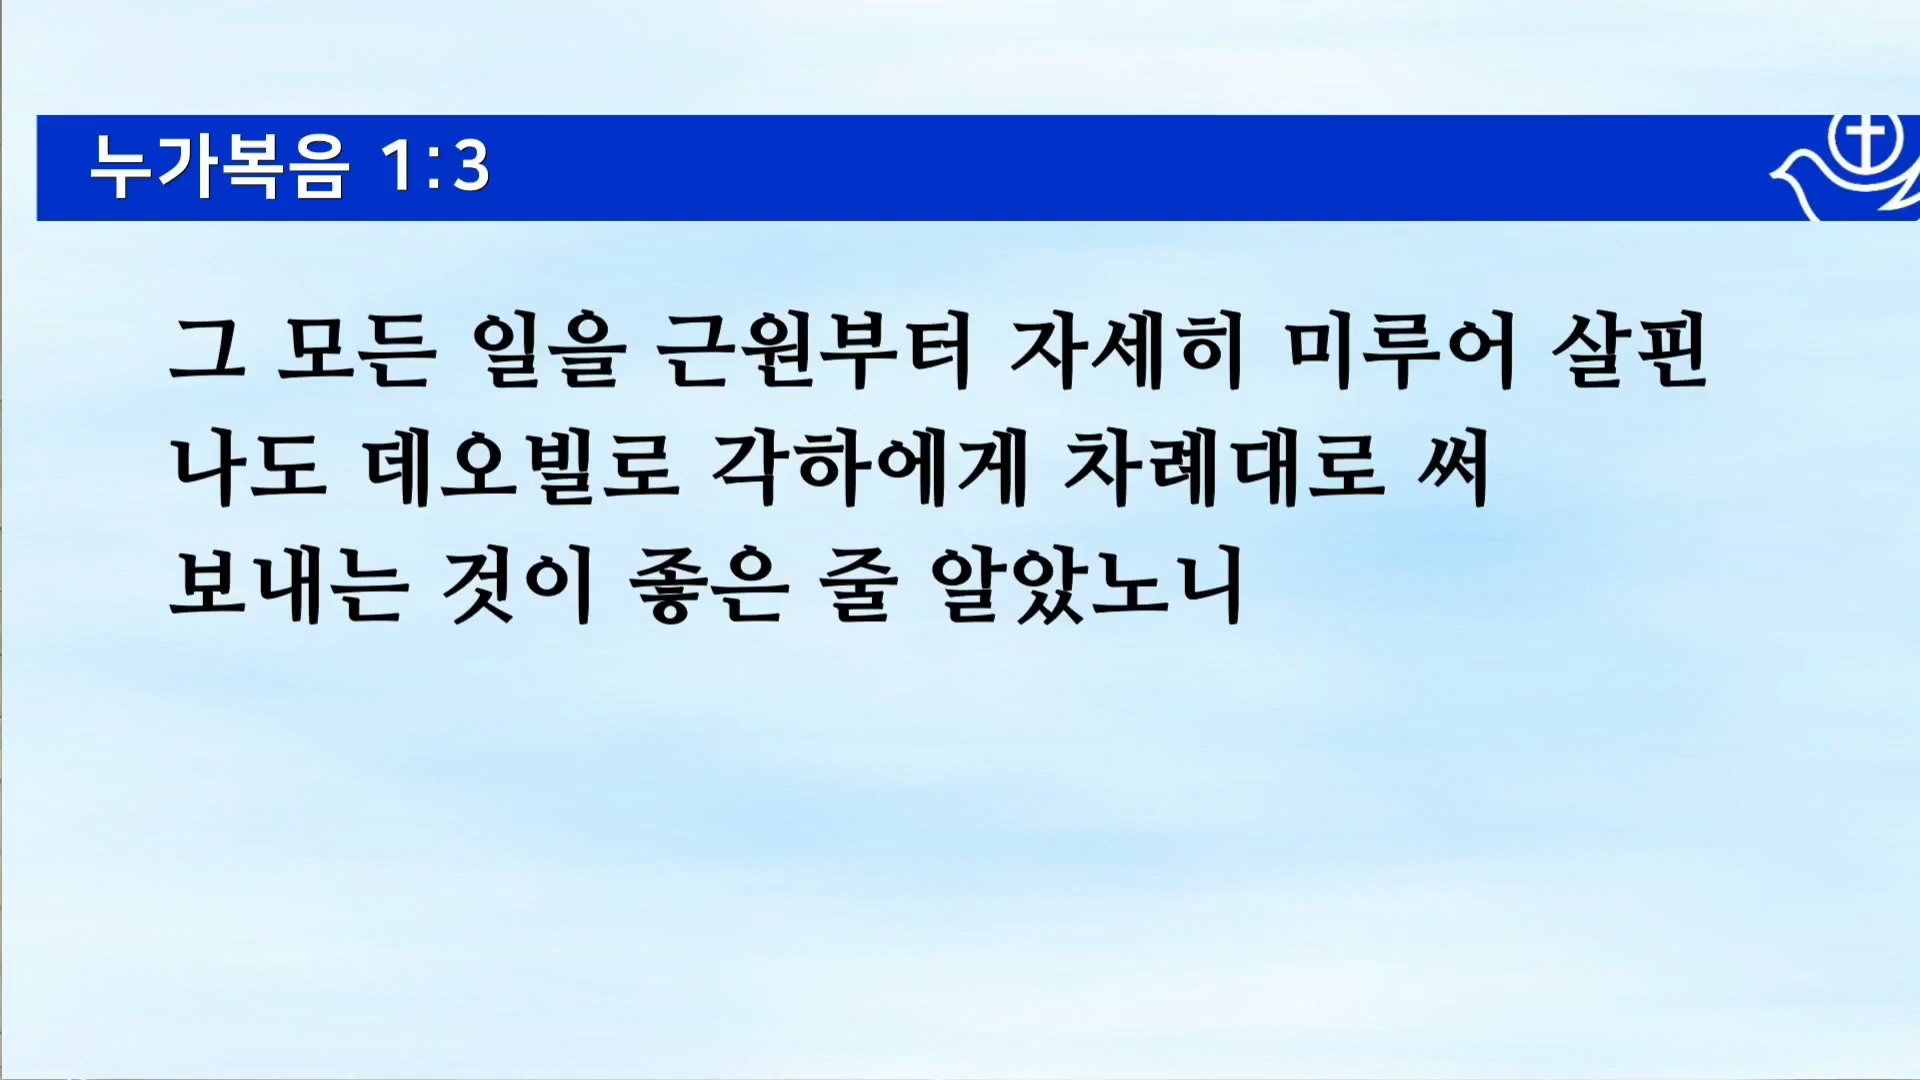 누가복음 1:3
그 모든 일을 근원부터 자세히 미루어 살핀
나도 데오빌로 각하에게 차례대로 써
보내는 것이 좋은 줄 알았노니